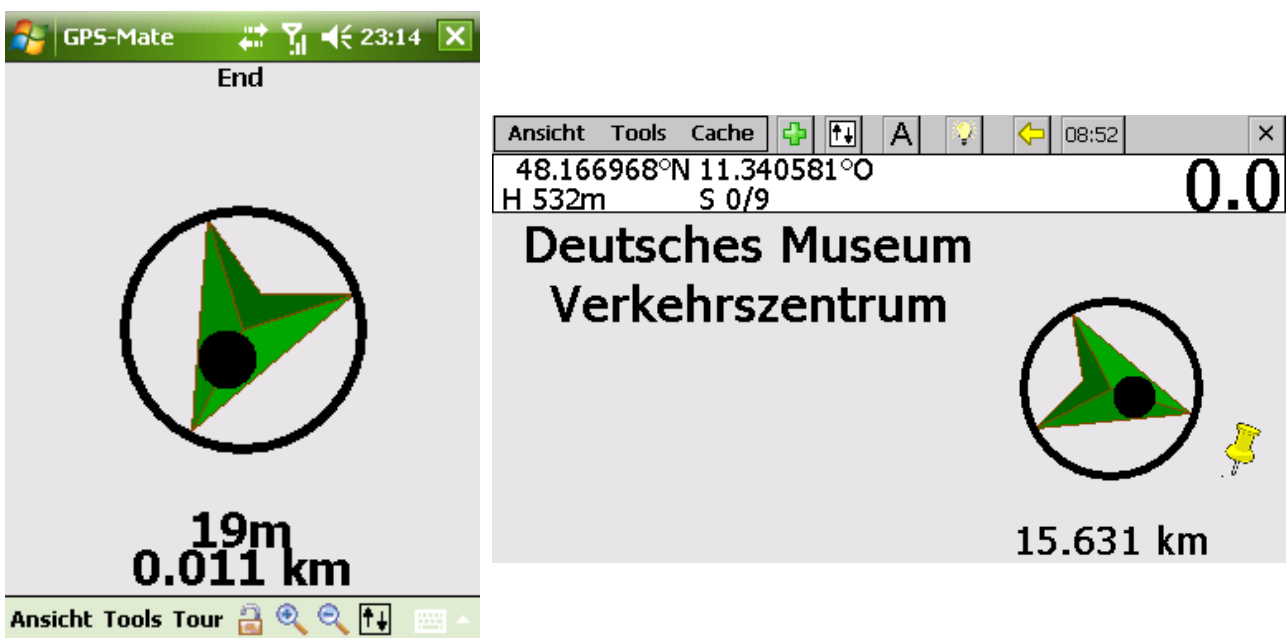 GPS-Mate 23:14
End
19m
0.011 km
Ansicht Tools Tour
Ansicht Tools Cache A 08:52
48.166968°N 11.340581°O
H 532m S 0/9
0.0
Deutsches Museum
Verkehrszentrum
15.631 km